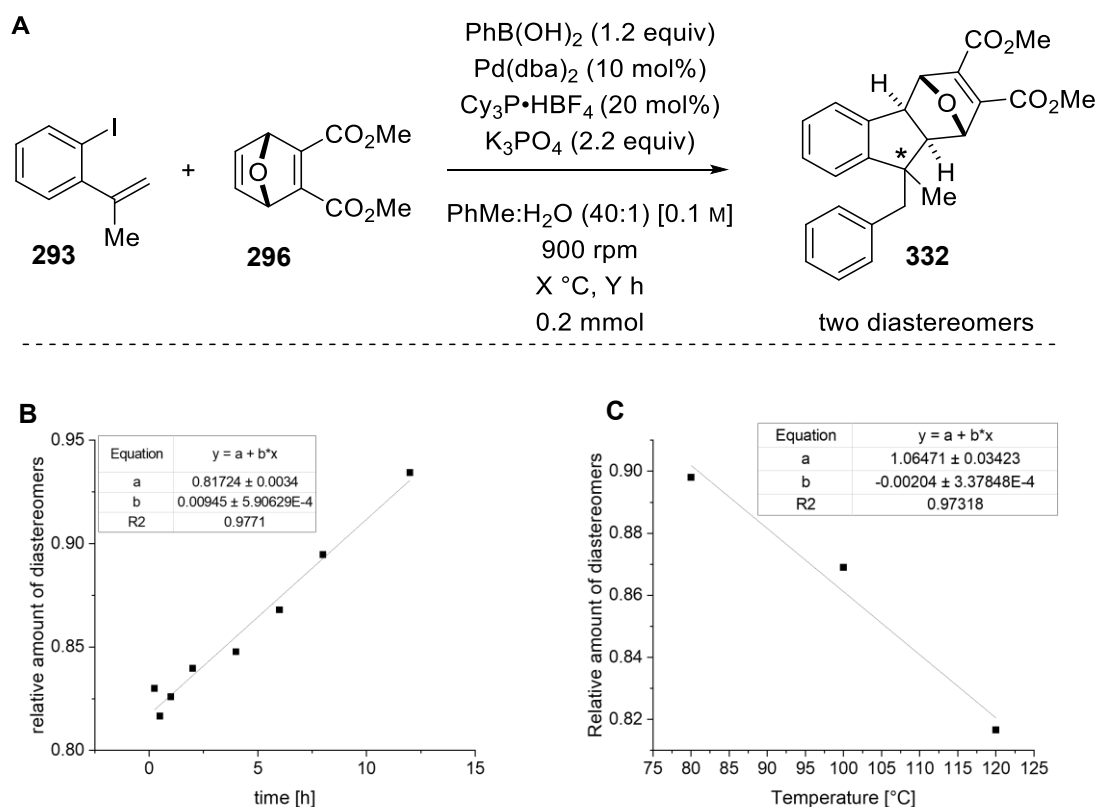 A
PhB(OH)₂ (1.2 equiv)
Pd(dba)₂ (10 mol%)
Cy₃P•HBF₄ (20 mol%)
K₃PO₄ (2.2 equiv)
PhMe:H₂O (40:1) [0.1 M]
900 rpm
X °C, Y h
0.2 mmol
I
Me
293
+
O
CO₂Me
CO₂Me
296
H
O
CO₂Me
CO₂Me
*
H
Me
332
two diastereomers
B
relative amount of diastereomers
0.95
0.90
0.85
0.80
Equation y = a + b*x
a 0.81724 ± 0.0034
b 0.00945 ± 5.90629E-4
R2 0.9771
0 5 10 15
time [h]
C
Relative amount of diastereomers
0.90
0.88
0.86
0.84
0.82
Equation y = a + b*x
a 1.06471 ± 0.03423
b -0.00204 ± 3.37848E-4
R2 0.97318
75 80 85 90 95 100 105 110 115 120 125
Temperature [°C]